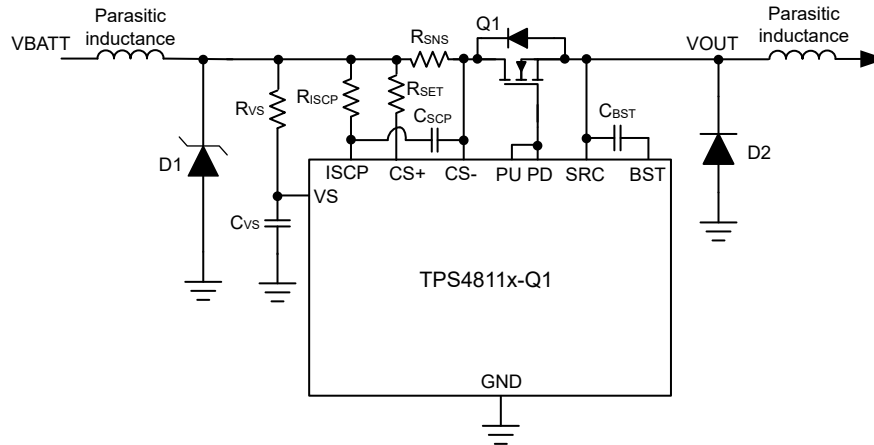 Parasitic
inductance
VBATT
RSNS
Q1
VOUT
Parasitic
inductance
RVS
RISCP
RSET
CSCP
CBST
D1
D2
ISCP
CS+
CS-
PU
PD
SRC
BST
VS
CVS
TPS4811x-Q1
GND